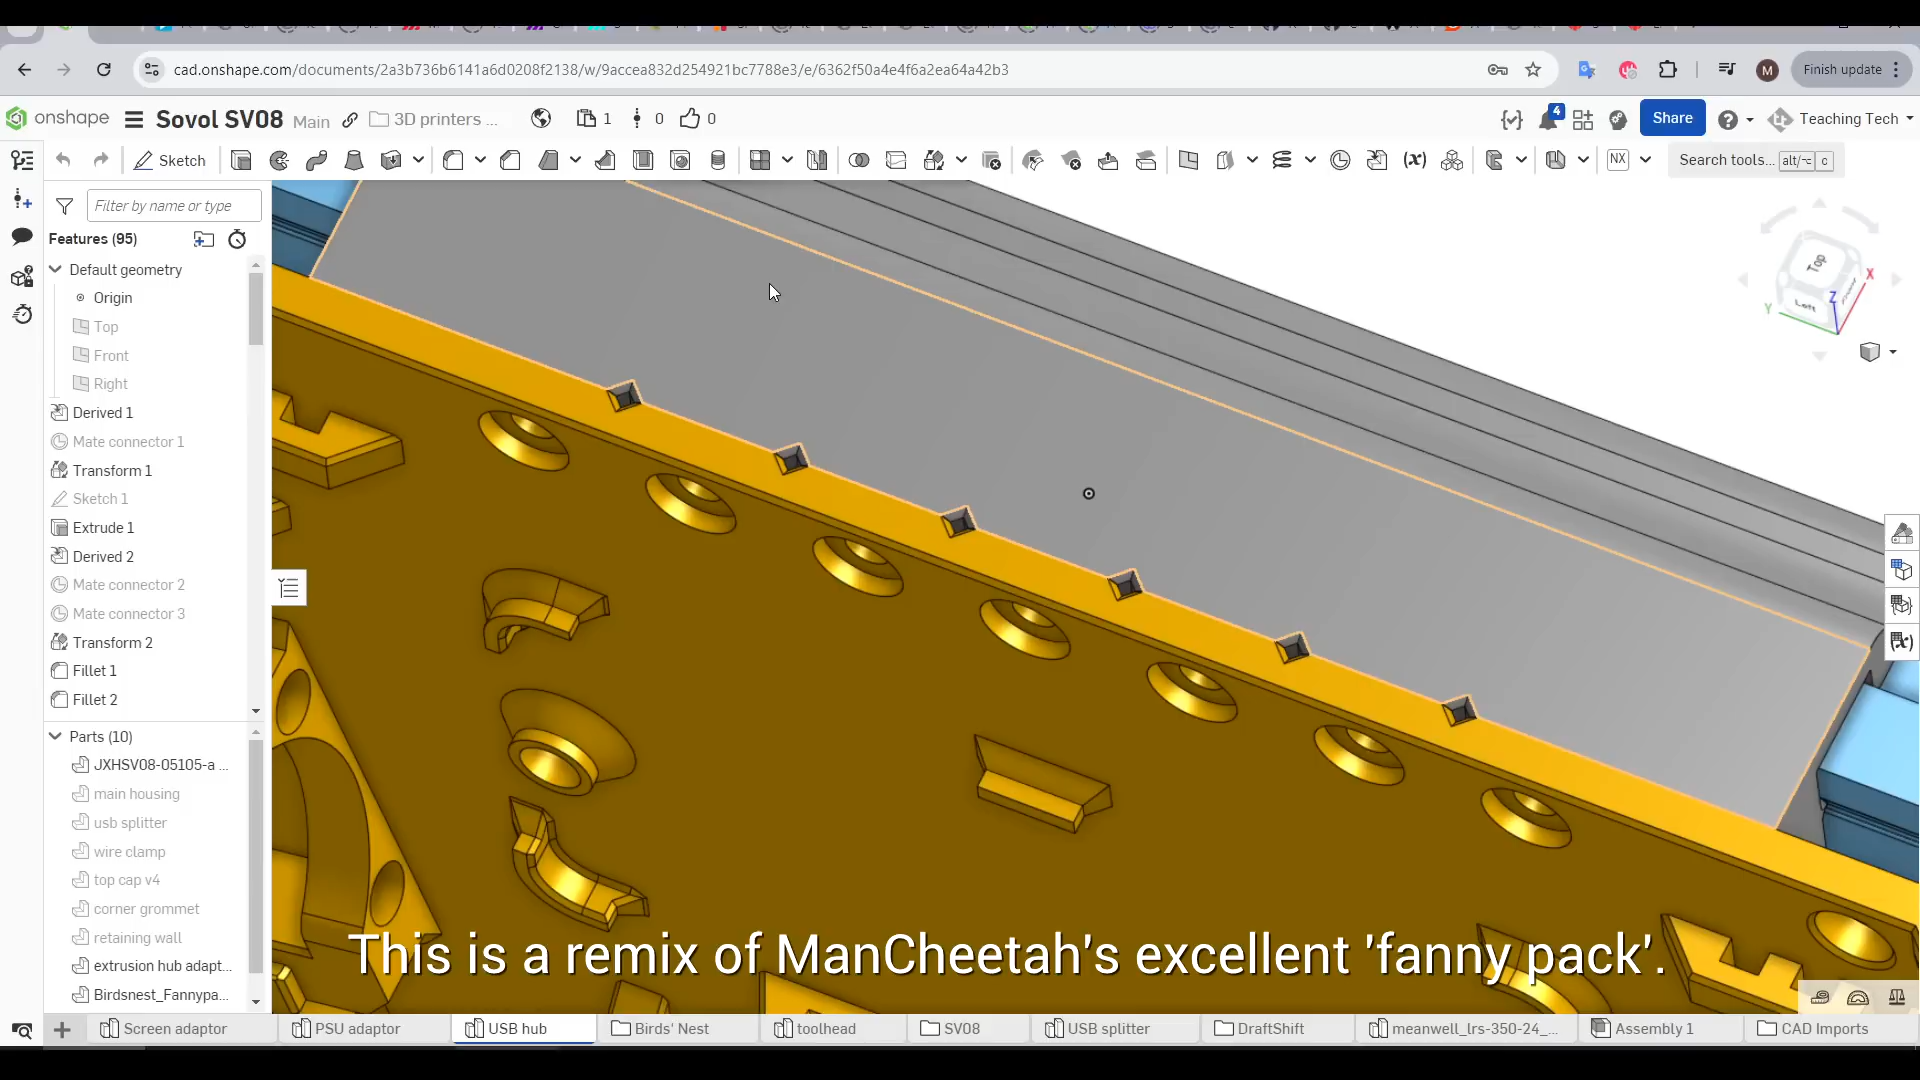 cad.onshape.com/documents/2a3b736b6141a6d0208f2138/w/9accea832d254921bc7788e3/e/6362f50a4e4f6a2ea64a42b3
M
Finish update
onshape
Sovol SV08 Main
3D printers ...
1
0
0
4
Share
Teaching Tech
Sketch
NX
Search tools... alt/⌥ c
Filter by name or type
Features (95)
Default geometry
Origin
Top
Front
Right
Derived 1
Mate connector 1
Transform 1
Sketch 1
Extrude 1
Derived 2
Mate connector 2
Mate connector 3
Transform 2
Fillet 1
Fillet 2
Parts (10)
JXHSV08-05105-a ...
main housing
usb splitter
wire clamp
top cap v4
corner grommet
retaining wall
extrusion hub adapt...
Birdsnest_Fannypa...
Top
Left
X
Y
Z
This is a remix of ManCheetah's excellent 'fanny pack'.
Screen adaptor
PSU adaptor
USB hub
Birds' Nest
toolhead
SV08
USB splitter
DraftShift
meanwell_lrs-350-24_...
Assembly 1
CAD Imports